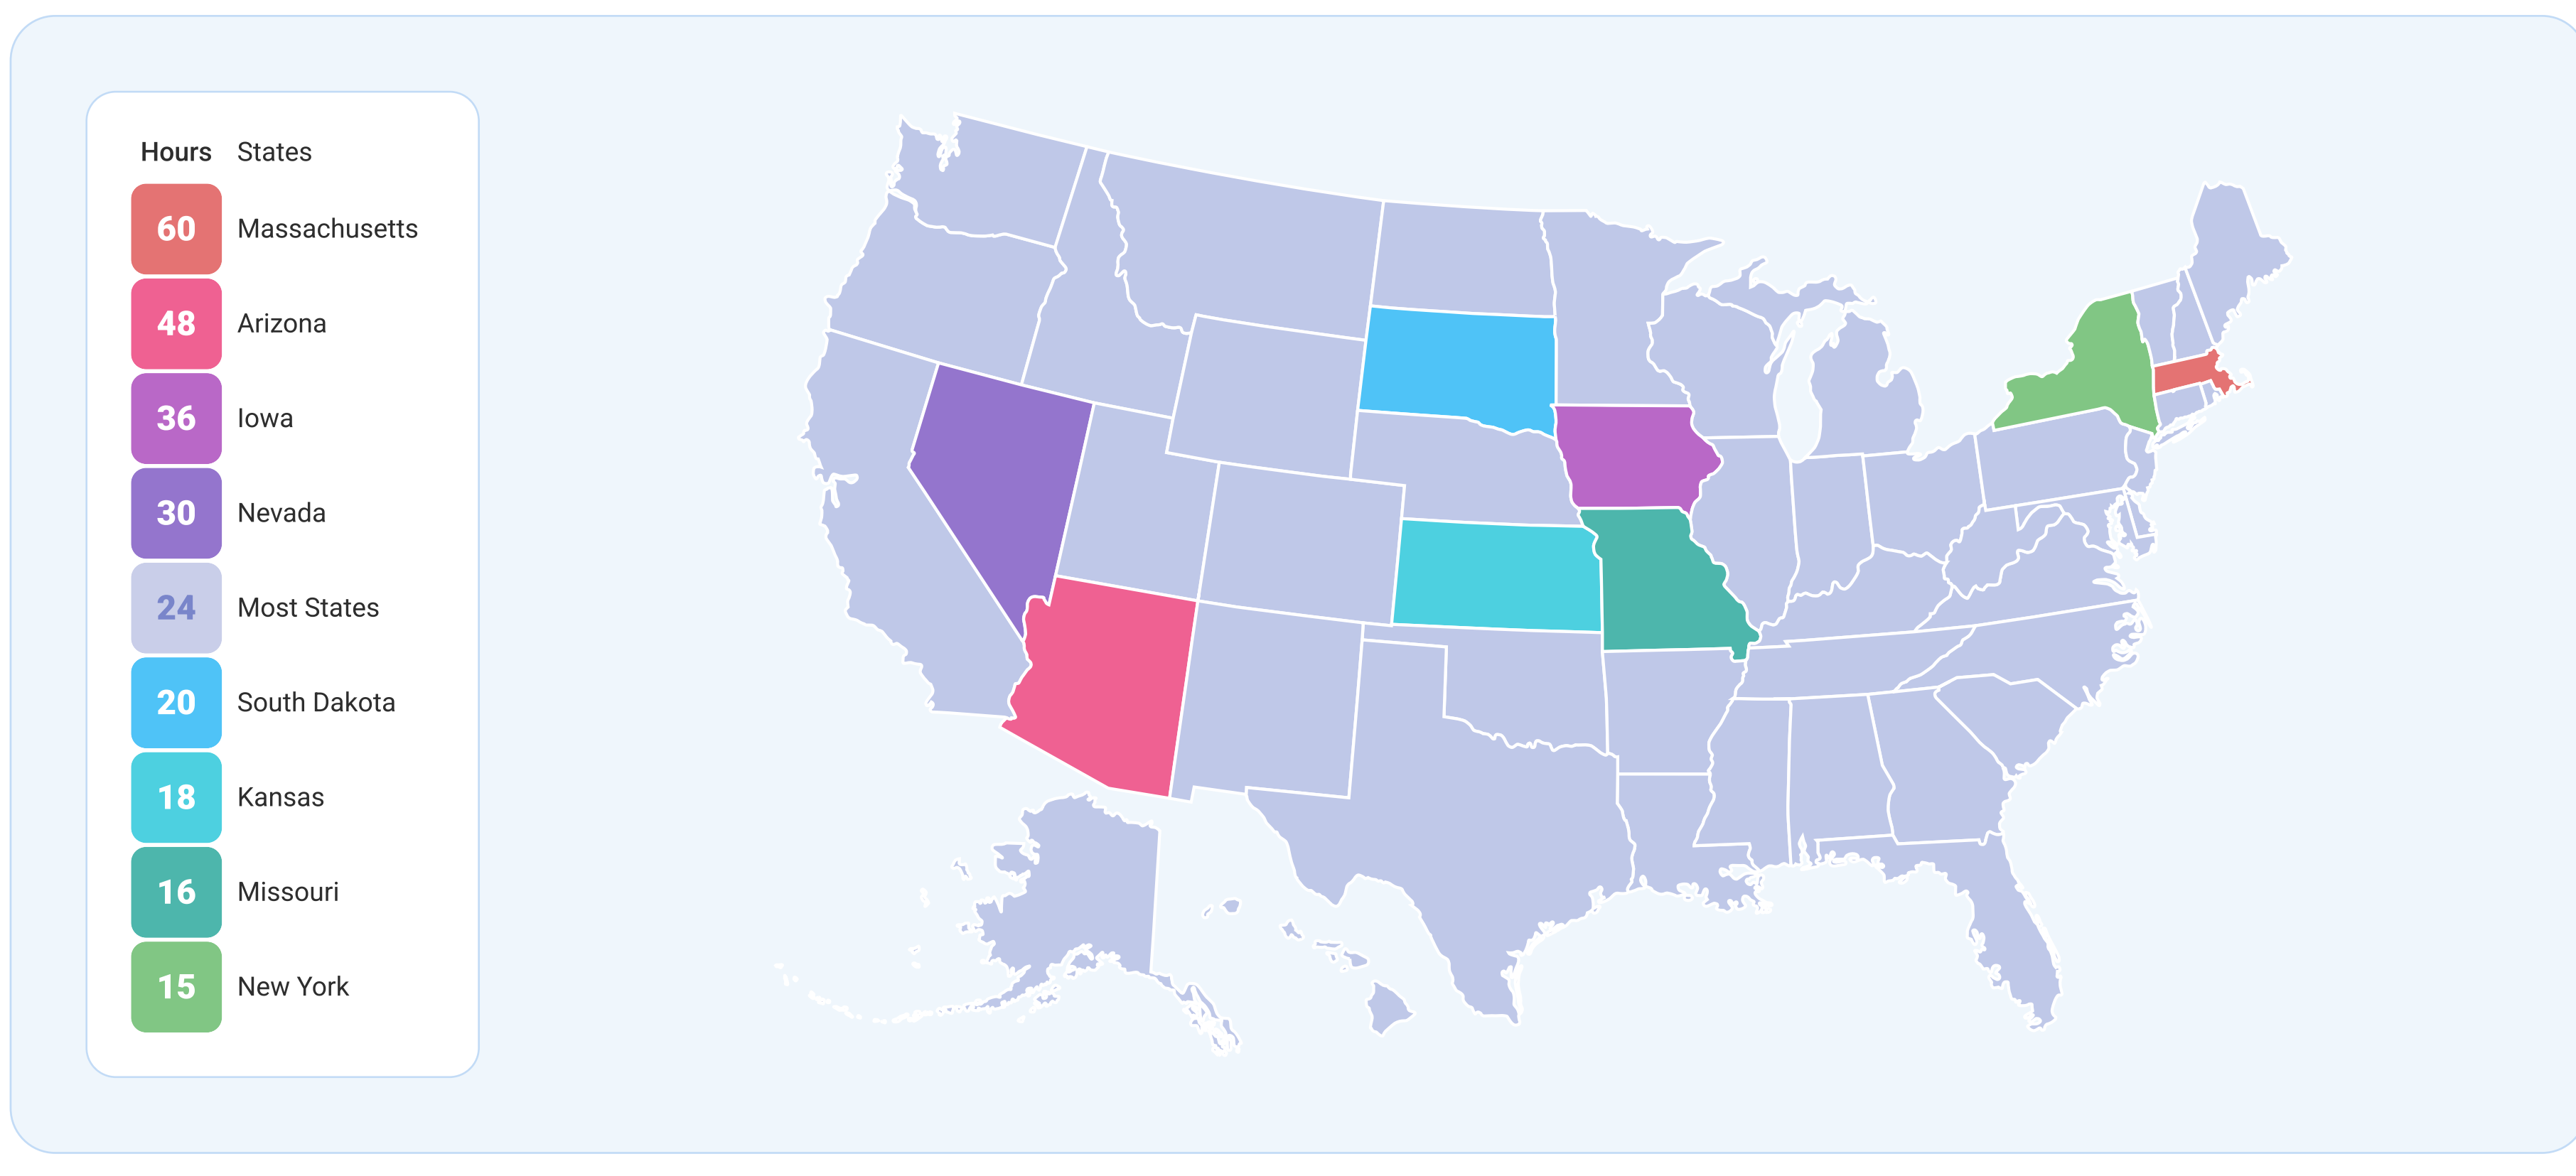 Hours States
60 Massachusetts
48 Arizona
36 Iowa
30 Nevada
24 Most States
20 South Dakota
18 Kansas
16 Missouri
15 New York